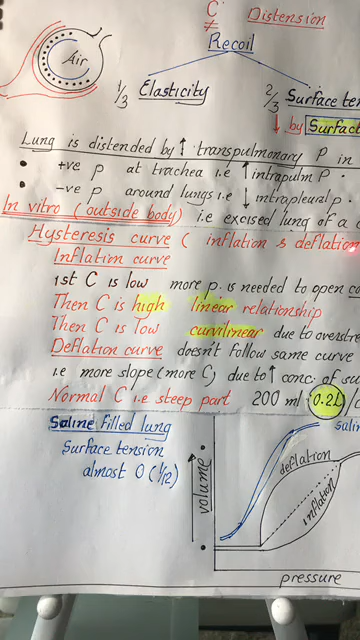 C Distension
≠
Recoil
Air
1/3 Elasticity 2/3 Surface
↓ by Surfact
Lung is distended by ↑ transpulmonary P in
• +ve p at trachea i.e ↑ intrapulm P.
• -ve p around lungs i.e ↓ intrapleural p.
In vitro (outside body) i.e excised lung of a
Hysteresis curve ( inflation & deflation
Inflation curve
1st C is low more p. is needed to open
Then C is high linear relationship
Then C is low curvilinear due to overstre
Deflation curve doesn't follow same curve
i.e more slope (more C) due to ↑ conc. of
Normal C i.e steep part 200 ml 0.2L/
Saline filled lung
Surface tension
almost 0 (1/12)
volume
salin
deflation
inflation
pressure